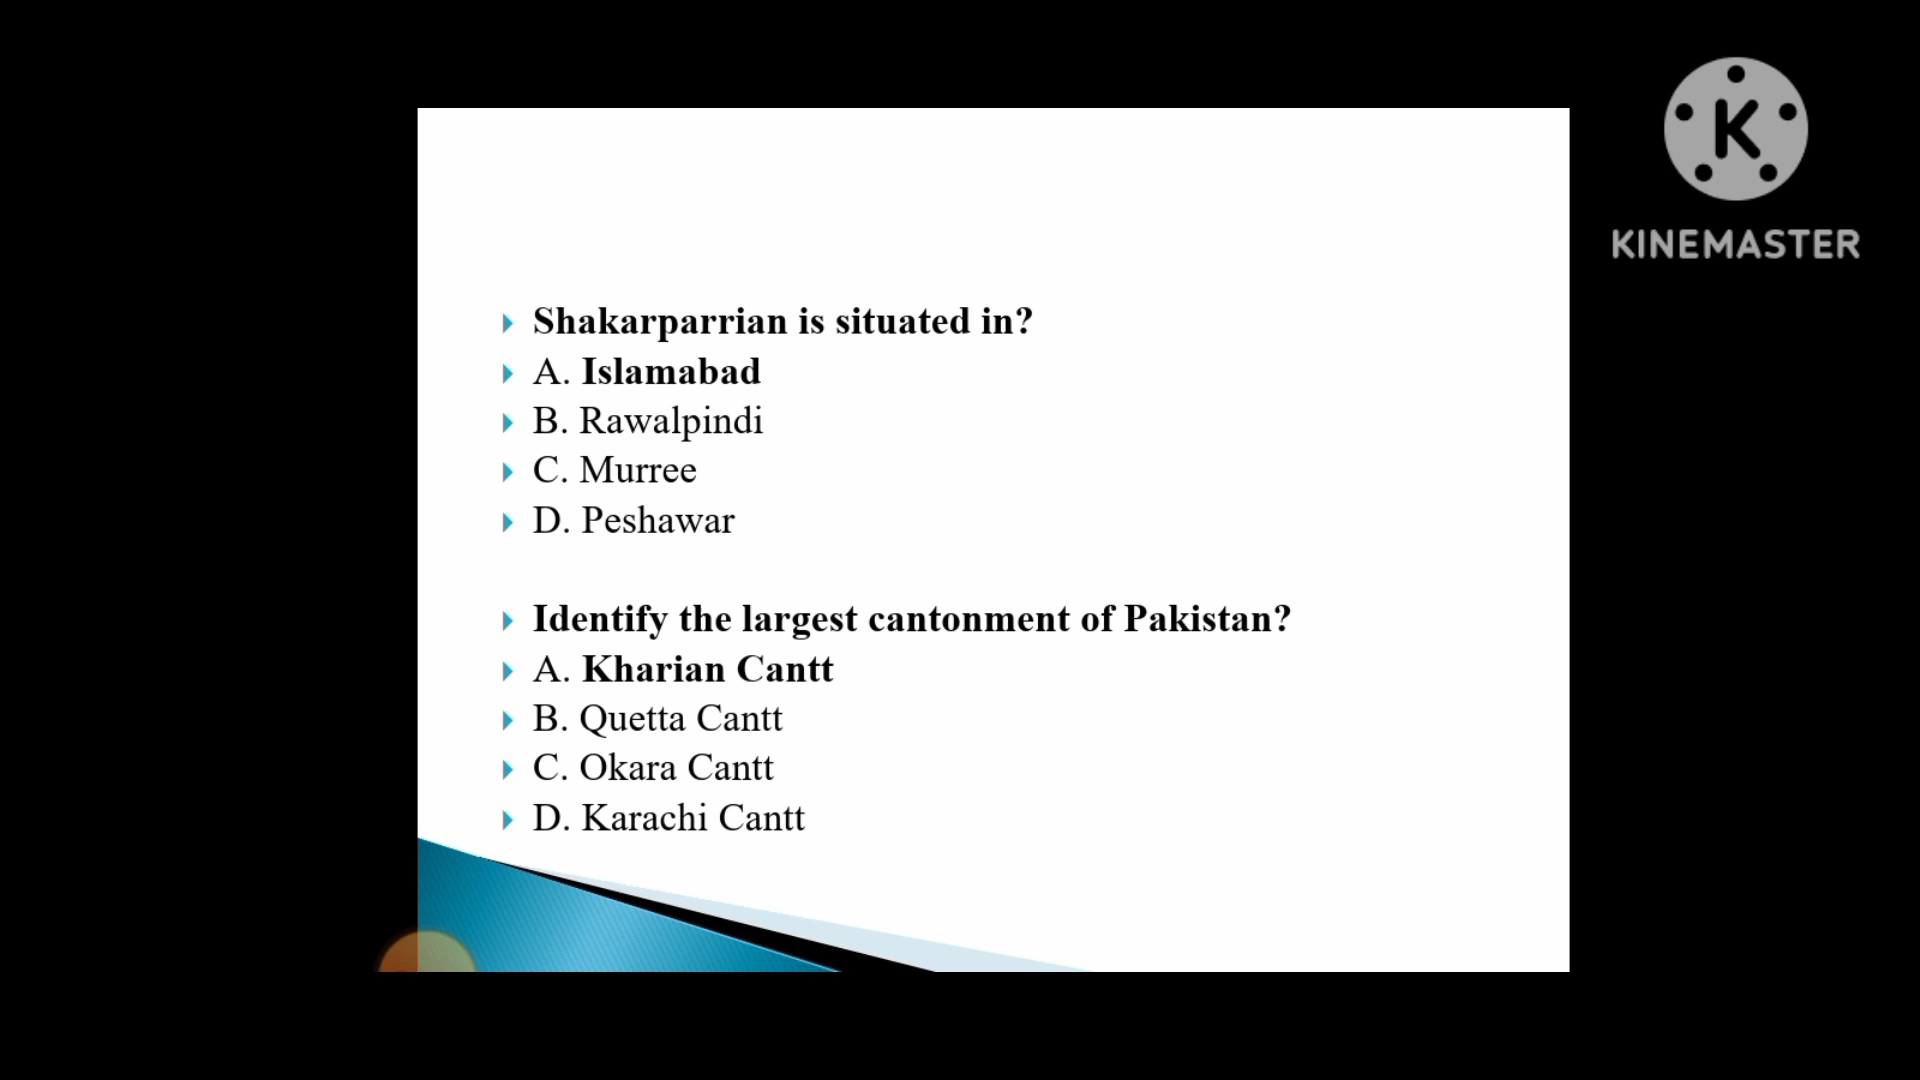 K
KINEMASTER
Shakarparrian is situated in?
A. Islamabad
B. Rawalpindi
C. Murree
D. Peshawar
Identify the largest cantonment of Pakistan?
A. Kharian Cantt
B. Quetta Cantt
C. Okara Cantt
D. Karachi Cantt